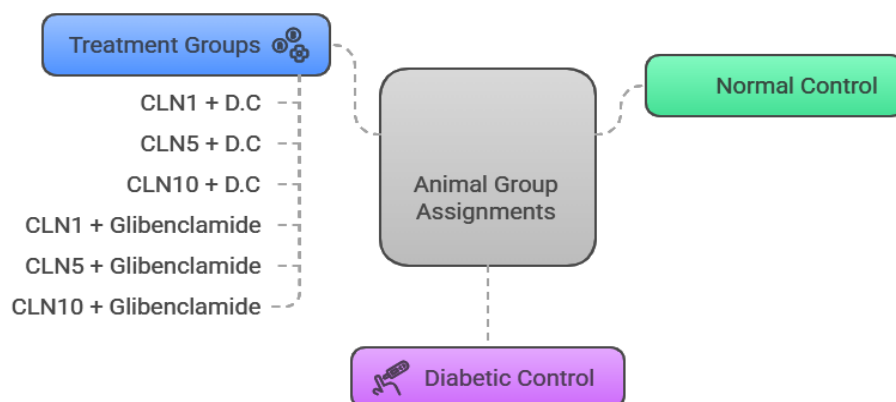 Treatment Groups
CLN1 + D.C
CLN5 + D.C
CLN10 + D.C
CLN1 + Glibenclamide
CLN5 + Glibenclamide
CLN10 + Glibenclamide
Animal Group
Assignments
Normal Control
Diabetic Control